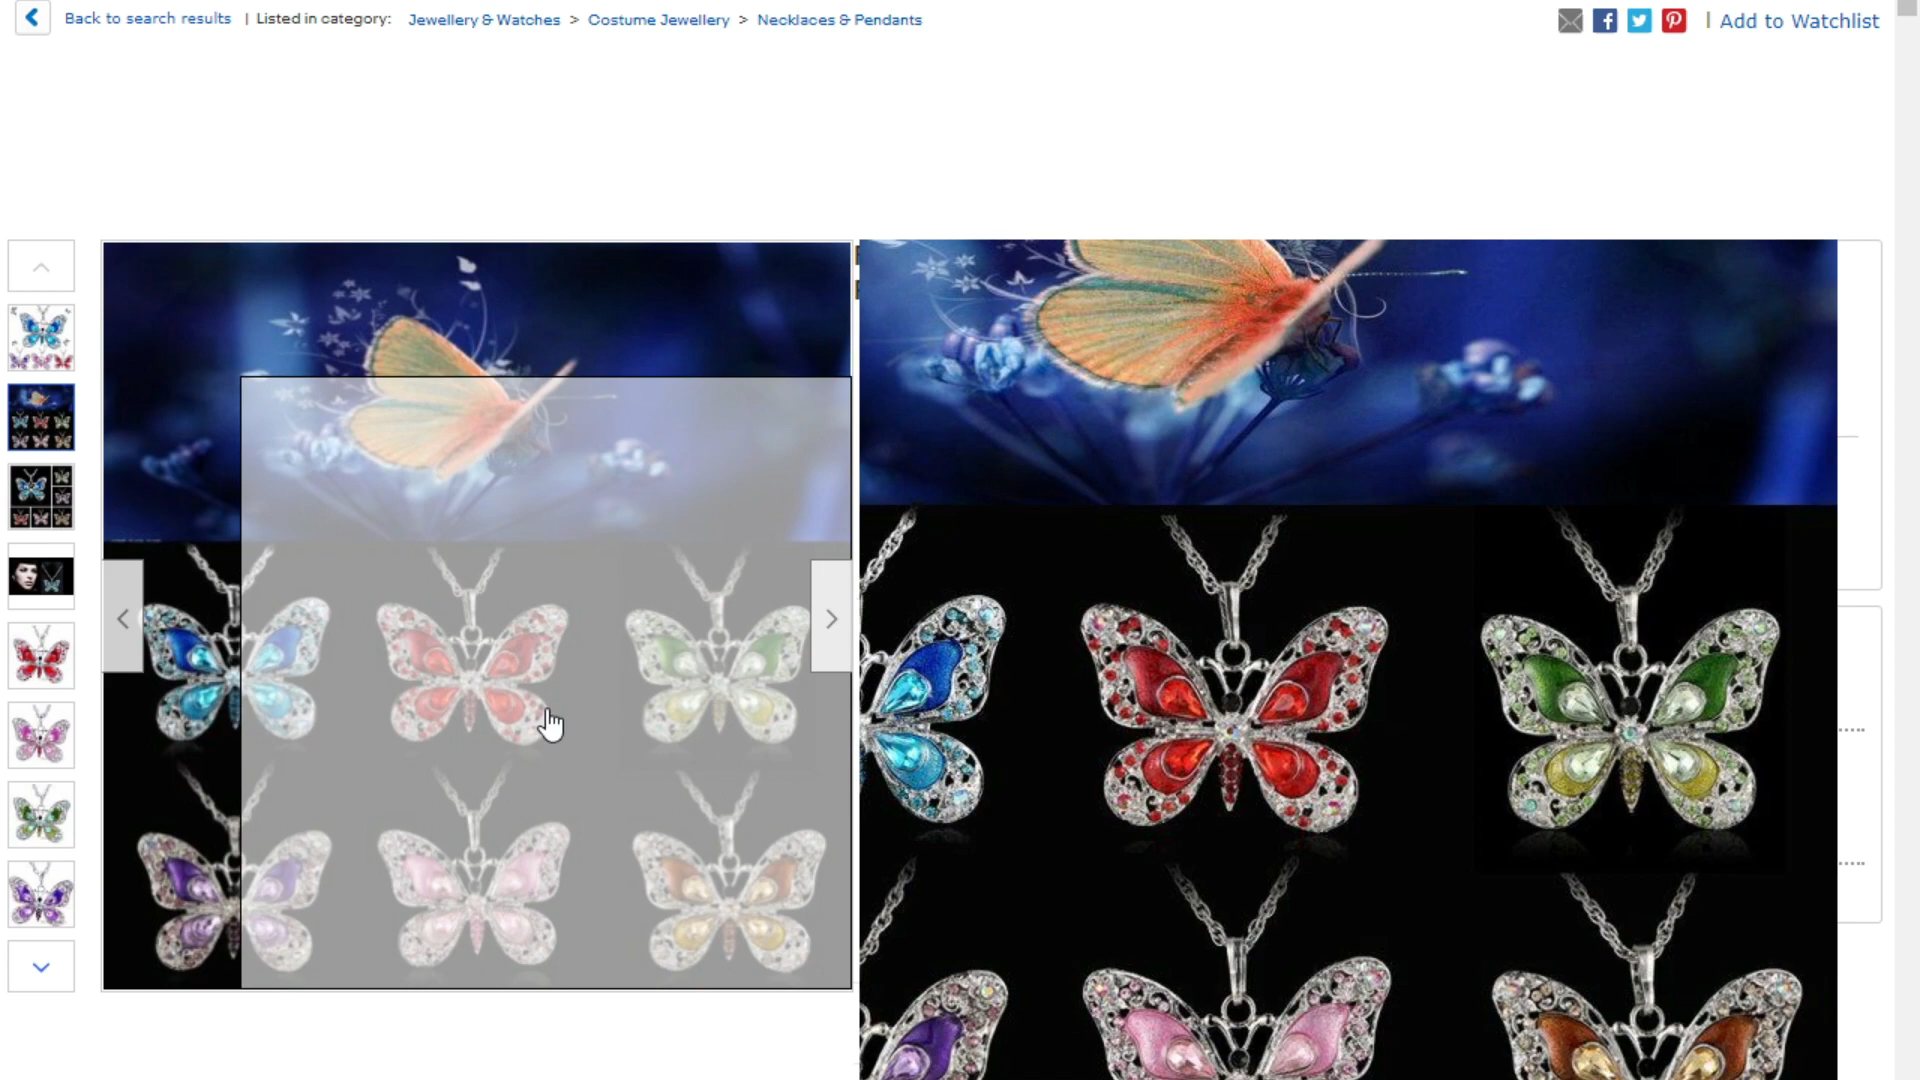 Back to search results | Listed in category: Jewellery & Watches > Costume Jewellery > Necklaces & Pendants
| Add to Watchlist